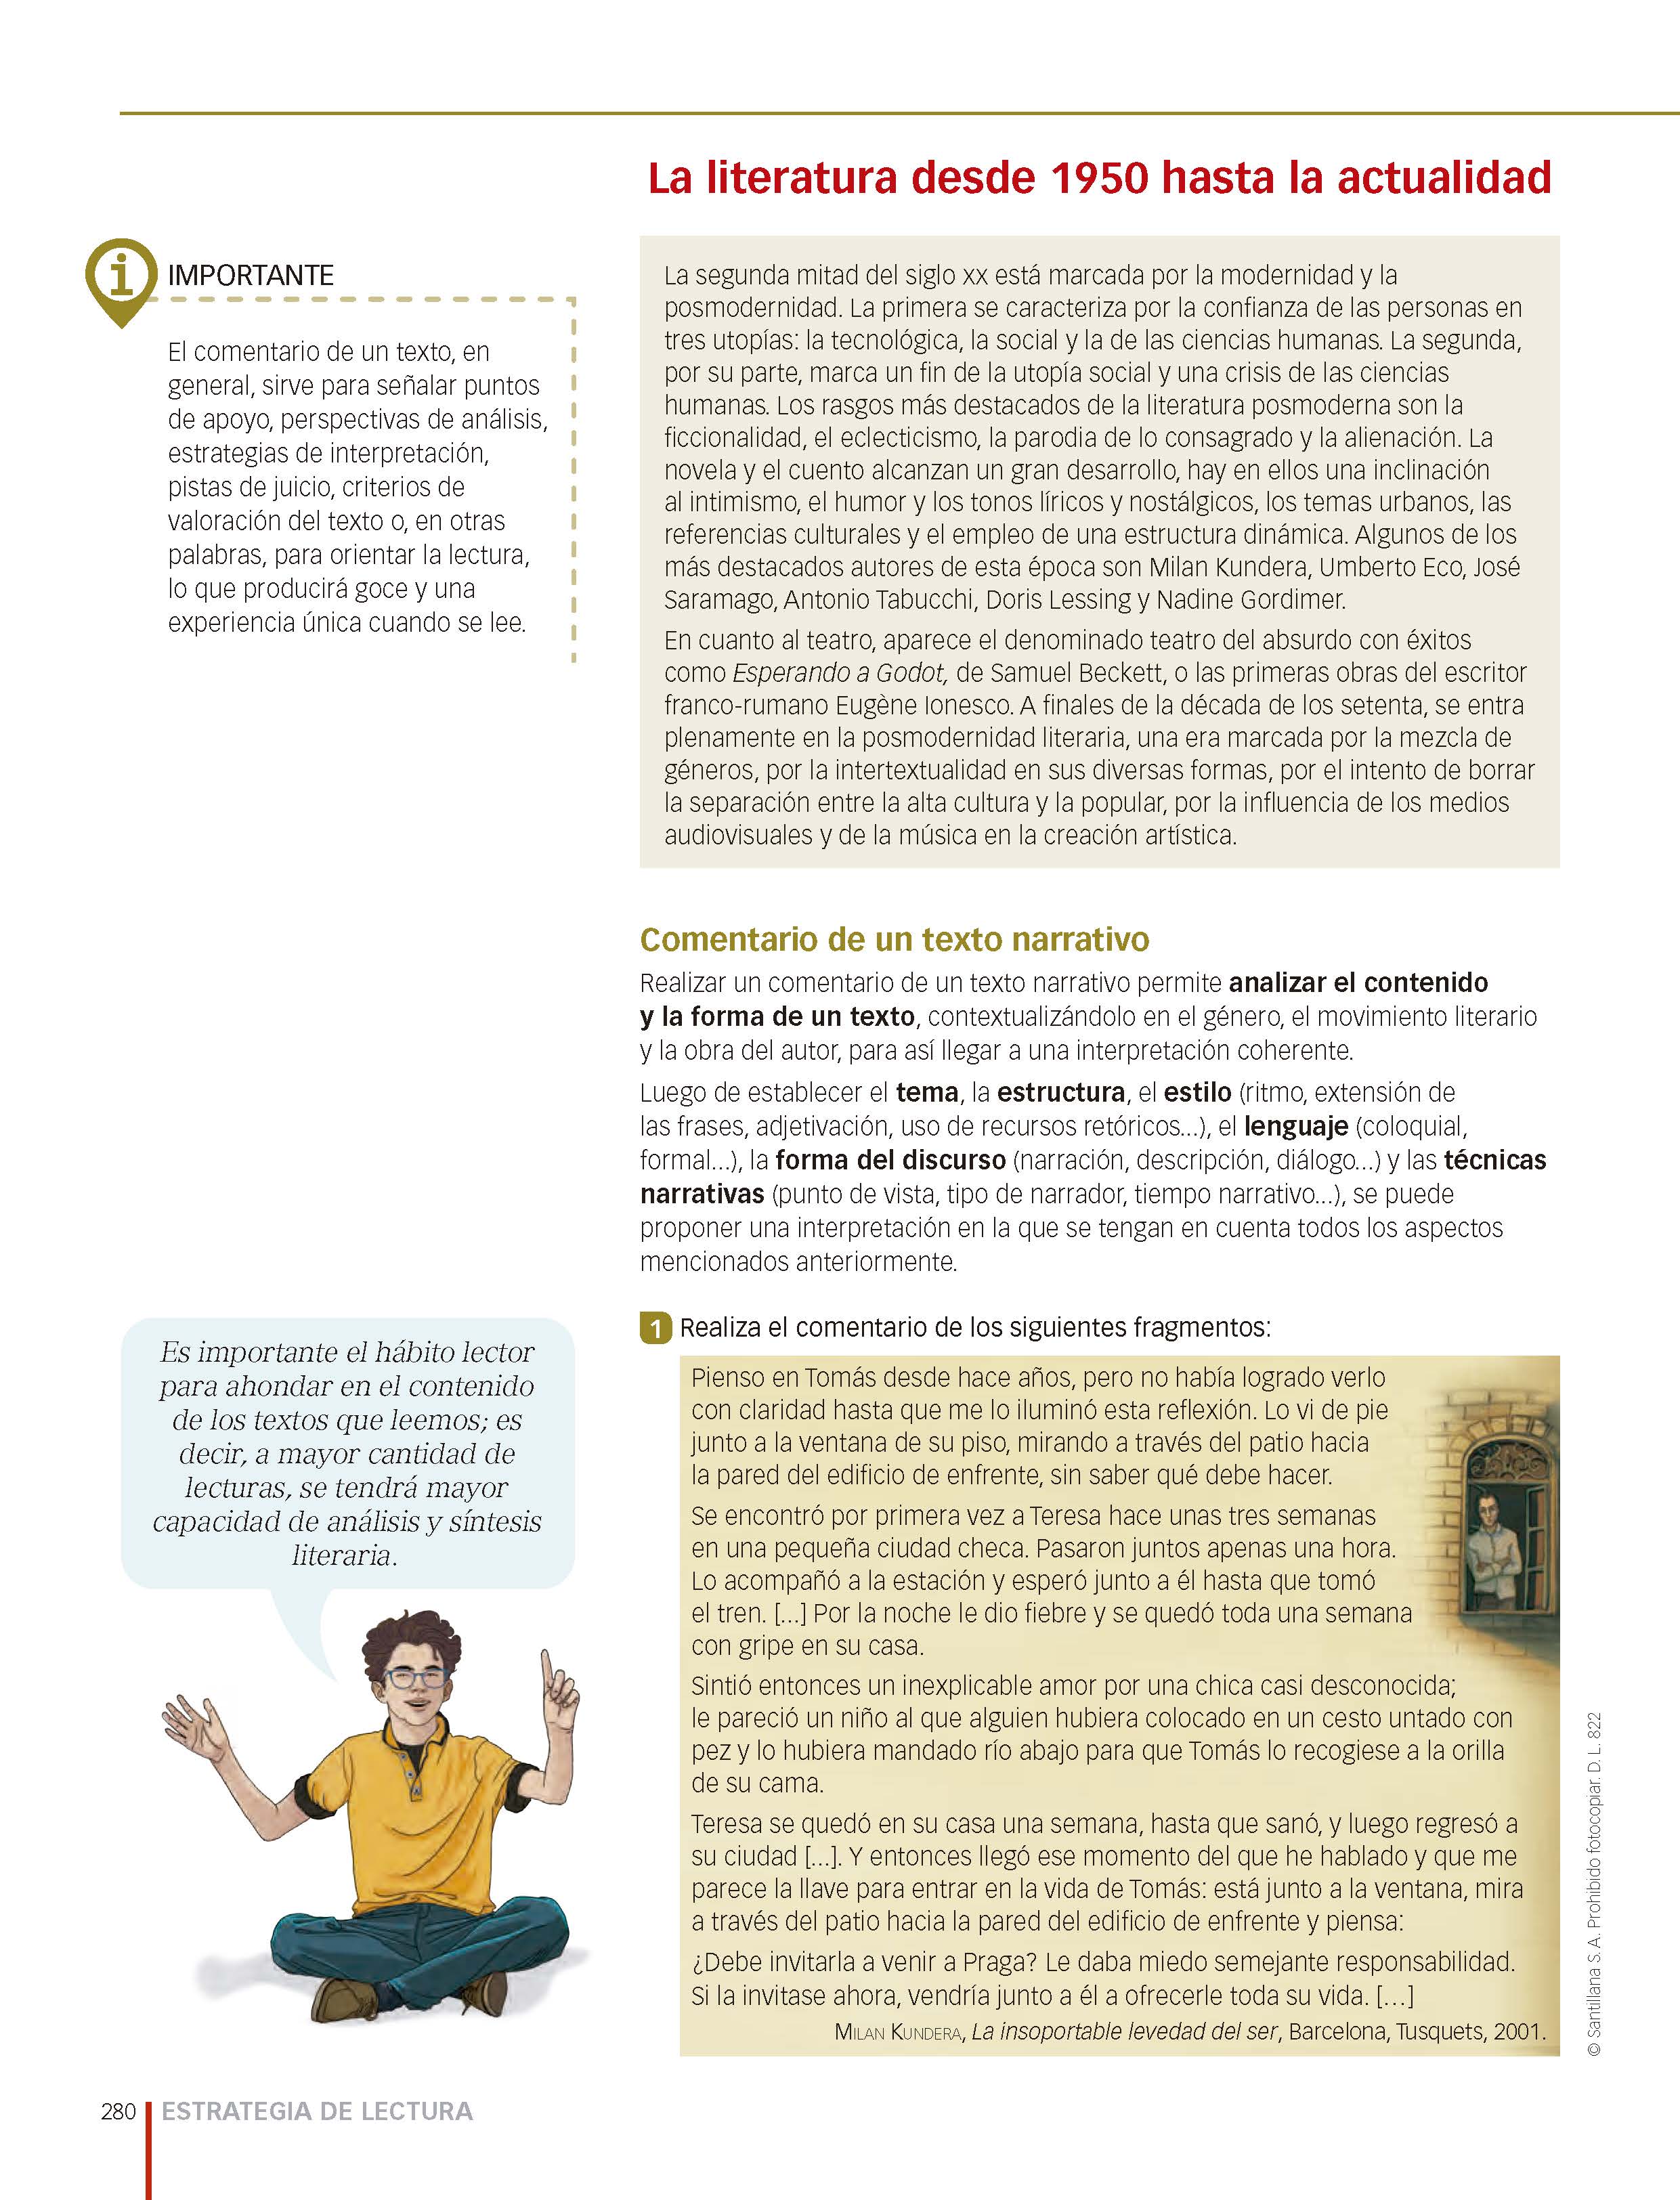 La literatura desde 1950 hasta la actualidad
IMPORTANTE
El comentario de un texto, en
general, sirve para señalar puntos
de apoyo, perspectivas de análisis,
estrategias de interpretación,
pistas de juicio, criterios de
valoración del texto o, en otras
palabras, para orientar la lectura,
lo que producirá goce y una
experiencia única cuando se lee.
La segunda mitad del siglo XX está marcada por la modernidad y la
posmodernidad. La primera se caracteriza por la confianza de las personas en
tres utopías: la tecnológica, la social y la de las ciencias humanas. La segunda,
por su parte, marca un fin de la utopía social y una crisis de las ciencias
humanas. Los rasgos más destacados de la literatura posmoderna son la
ficcionalidad, el eclecticismo, la parodia de lo consagrado y la alienación. La
novela y el cuento alcanzan un gran desarrollo, hay en ellos una inclinación
al intimismo, el humor y los tonos líricos y nostálgicos, los temas urbanos, las
referencias culturales y el empleo de una estructura dinámica. Algunos de los
más destacados autores de esta época son Milan Kundera, Umberto Eco, José
Saramago, Antonio Tabucchi, Doris Lessing y Nadine Gordimer.
En cuanto al teatro, aparece el denominado teatro del absurdo con éxitos
como Esperando a Godot, de Samuel Beckett, o las primeras obras del escritor
franco-rumano Eugène Ionesco. A finales de la década de los setenta, se entra
plenamente en la posmodernidad literaria, una era marcada por la mezcla de
géneros, por la intertextualidad en sus diversas formas, por el intento de borrar
la separación entre la alta cultura y la popular, por la influencia de los medios
audiovisuales y de la música en la creación artística.
Comentario de un texto narrativo
Realizar un comentario de un texto narrativo permite analizar el contenido
y la forma de un texto, contextualizándolo en el género, el movimiento literario
y la obra del autor, para así llegar a una interpretación coherente.
Luego de establecer el tema, la estructura, el estilo (ritmo, extensión de
las frases, adjetivación, uso de recursos retóricos...), el lenguaje (coloquial,
formal...), la forma del discurso (narración, descripción, diálogo...) y las técnicas
narrativas (punto de vista, tipo de narrador, tiempo narrativo...), se puede
proponer una interpretación en la que se tengan en cuenta todos los aspectos
mencionados anteriormente.
Es importante el hábito lector
para ahondar en el contenido
de los textos que leemos; es
decir, a mayor cantidad de
lecturas, se tendrá mayor
capacidad de análisis y síntesis
literaria.
1 Realiza el comentario de los siguientes fragmentos:
Pienso en Tomás desde hace años, pero no había logrado verlo
con claridad hasta que me lo iluminó esta reflexión. Lo vi de pie
junto a la ventana de su piso, mirando a través del patio hacia
la pared del edificio de enfrente, sin saber qué debe hacer.
Se encontró por primera vez a Teresa hace unas tres semanas
en una pequeña ciudad checa. Pasaron juntos apenas una hora.
Lo acompañó a la estación y esperó junto a él hasta que tomó
el tren. [...] Por la noche le dio fiebre y se quedó toda una semana
con gripe en su casa.
Sintió entonces un inexplicable amor por una chica casi desconocida;
le pareció un niño al que alguien hubiera colocado en un cesto untado con
pez y lo hubiera mandado río abajo para que Tomás lo recogiese a la orilla
de su cama.
Teresa se quedó en su casa una semana, hasta que sanó, y luego regresó a
su ciudad [...]. Y entonces llegó ese momento del que he hablado y que me
parece la llave para entrar en la vida de Tomás: está junto a la ventana, mira
a través del patio hacia la pared del edificio de enfrente y piensa:
¿Debe invitarla a venir a Praga? Le daba miedo semejante responsabilidad.
Si la invitase ahora, vendría junto a él a ofrecerle toda su vida. [...]
MILAN KUNDERA, La insoportable levedad del ser, Barcelona, Tusquets, 2001.
© Santillana S. A. Prohibido fotocopiar. D. L. 822
280 ESTRATEGIA DE LECTURA